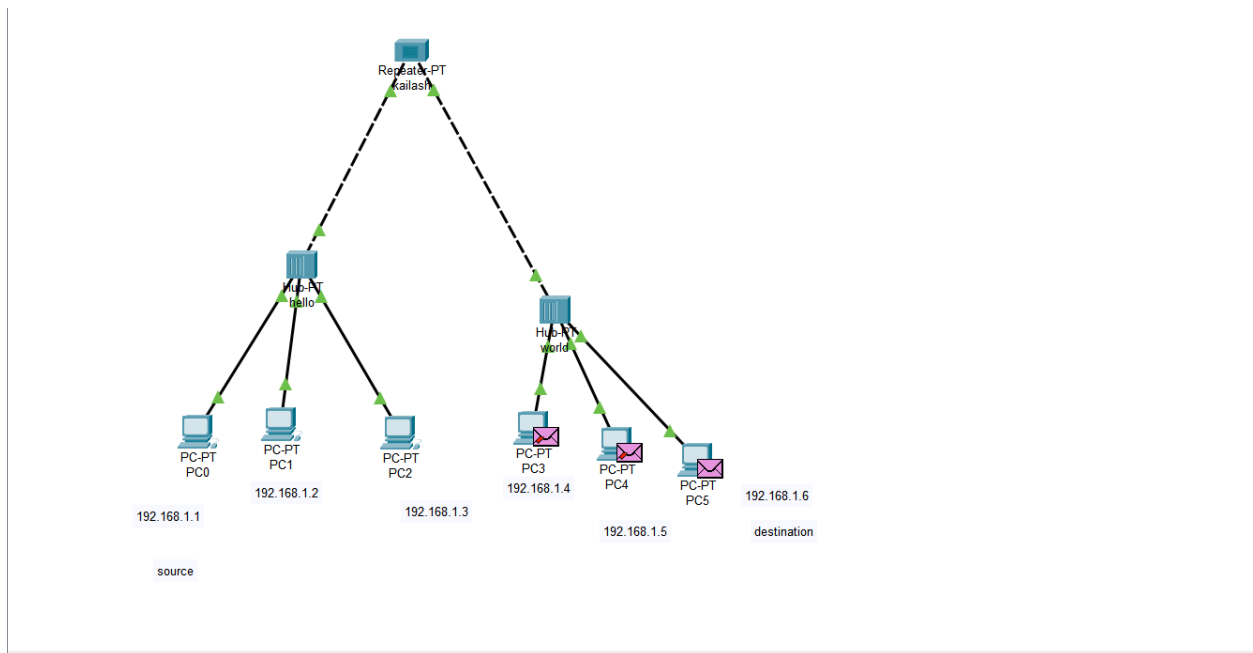 Repeater-PT
kailash
Hub-PT
hello
Hub-PT
world
PC-PT
PC0
PC-PT
PC1
PC-PT
PC2
PC-PT
PC3
PC-PT
PC4
PC-PT
PC5
192.168.1.1
192.168.1.2
192.168.1.3
192.168.1.4
192.168.1.5
192.168.1.6
destination
source